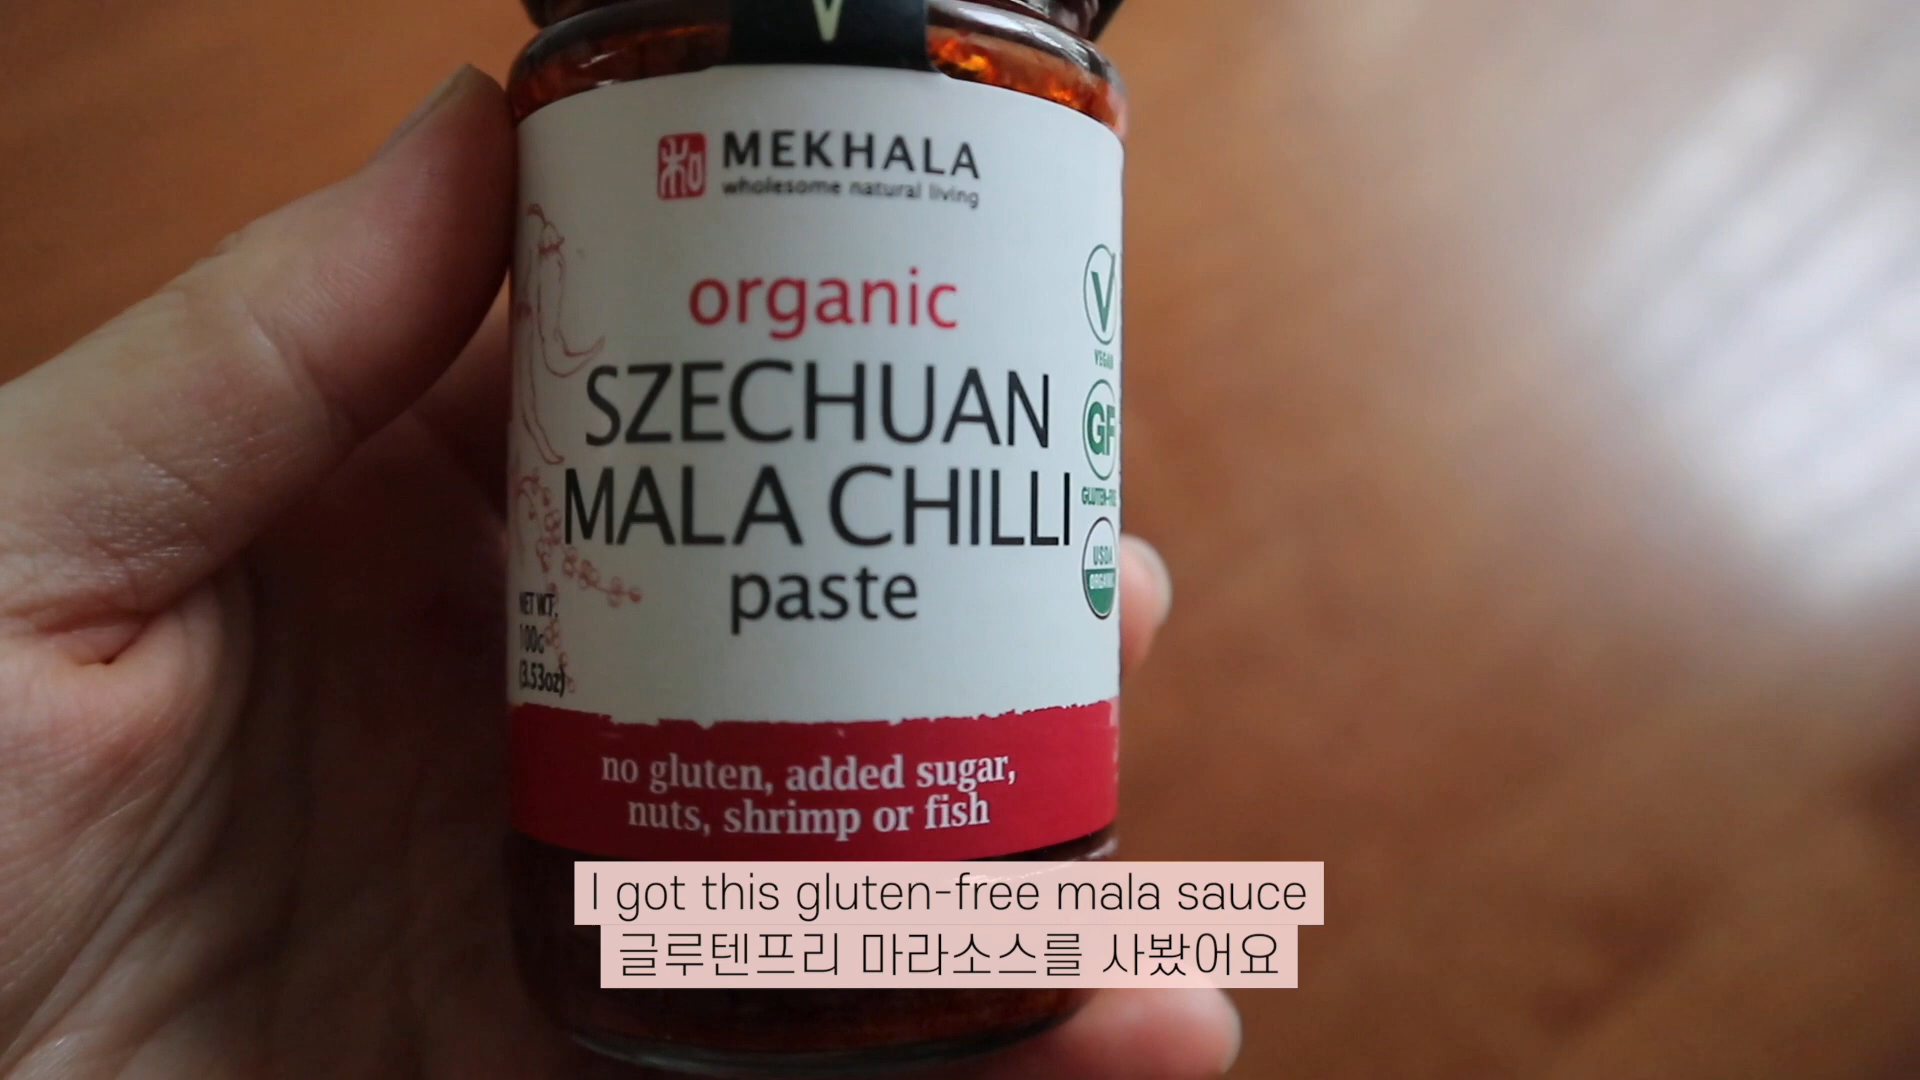 V
和 MEKHALA
wholesome natural living
organic
SZECHUAN
MALA CHILLI
paste
V
VEGAN
GF
USDA
ORGANIC
NET WT.
100g
(3.53oz)
no gluten, added sugar,
nuts, shrimp or fish
I got this gluten-free mala sauce
글루텐프리 마라소스를 사봤어요